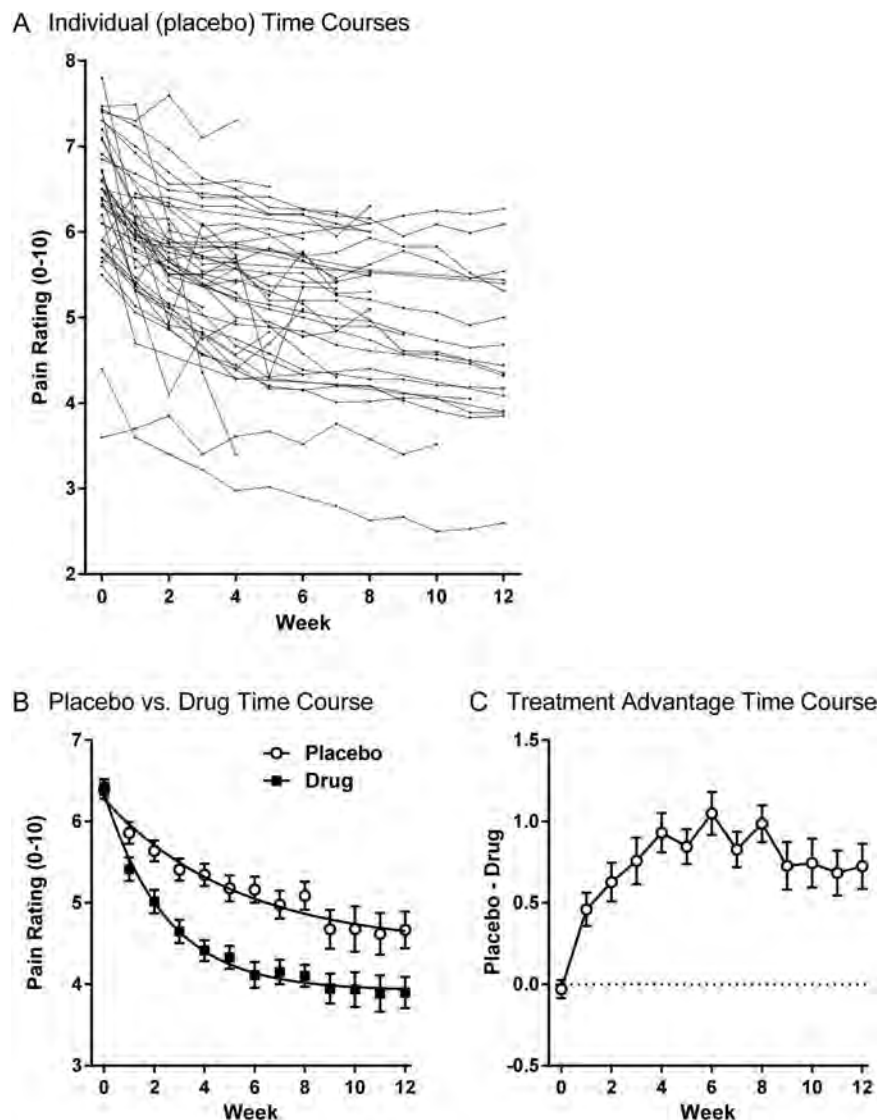 A Individual (placebo) Time Courses
8
7
6
5
4
3
2
Pain Rating (0-10)
0 2 4 6 8 10 12
Week
B Placebo vs. Drug Time Course
7
6
5
4
3
Pain Rating (0-10)
Placebo
Drug
0 2 4 6 8 10 12
Week
C Treatment Advantage Time Course
1.5
1.0
0.5
0.0
-0.5
Placebo - Drug
0 2 4 6 8 10 12
Week